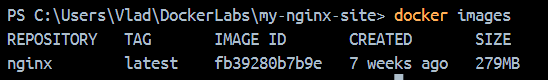 PS C:\Users\Vlad\DockerLabs\my-nginx-site> docker images
REPOSITORY   TAG       IMAGE ID       CREATED       SIZE
nginx        latest    fb39280b7b9e   7 weeks ago   279MB